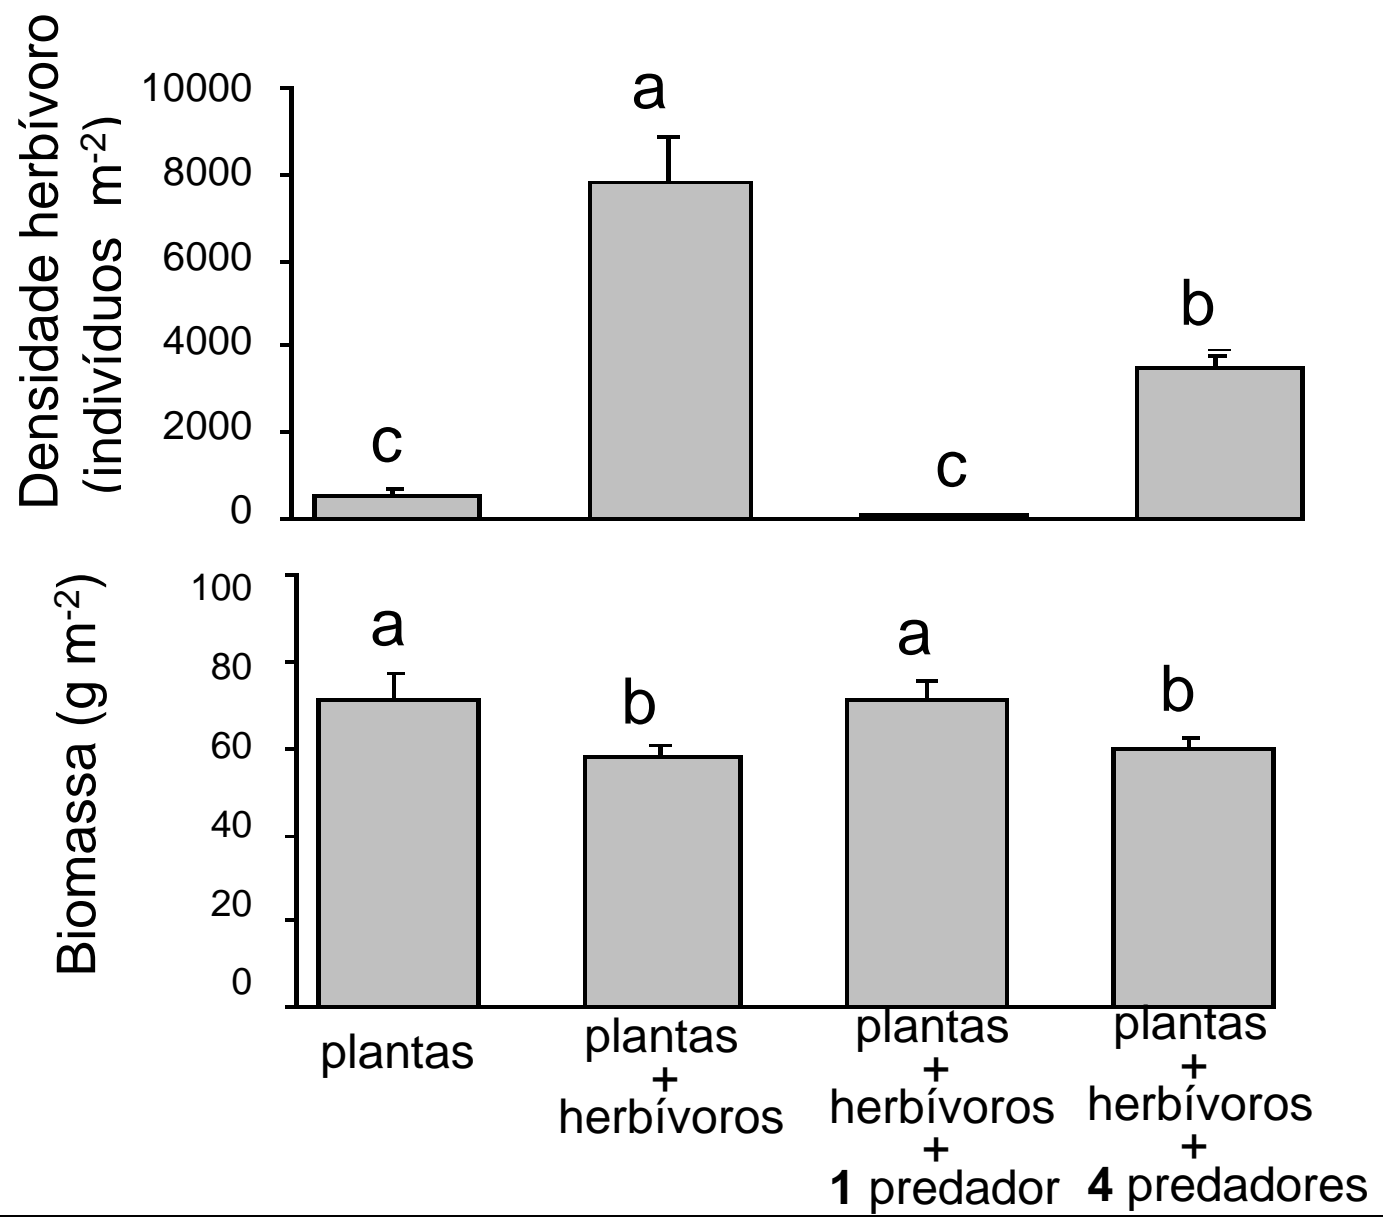 Densidade herbívoro
(indivíduos m-2)
10000
8000
6000
4000
2000
0
c
a
c
b
Biomassa (g m-2)
100
80
60
40
20
0
a
b
a
b
plantas
plantas
+
herbívoros
plantas
+
herbívoros
+
1 predador
plantas
+
herbívoros
+
4 predadores